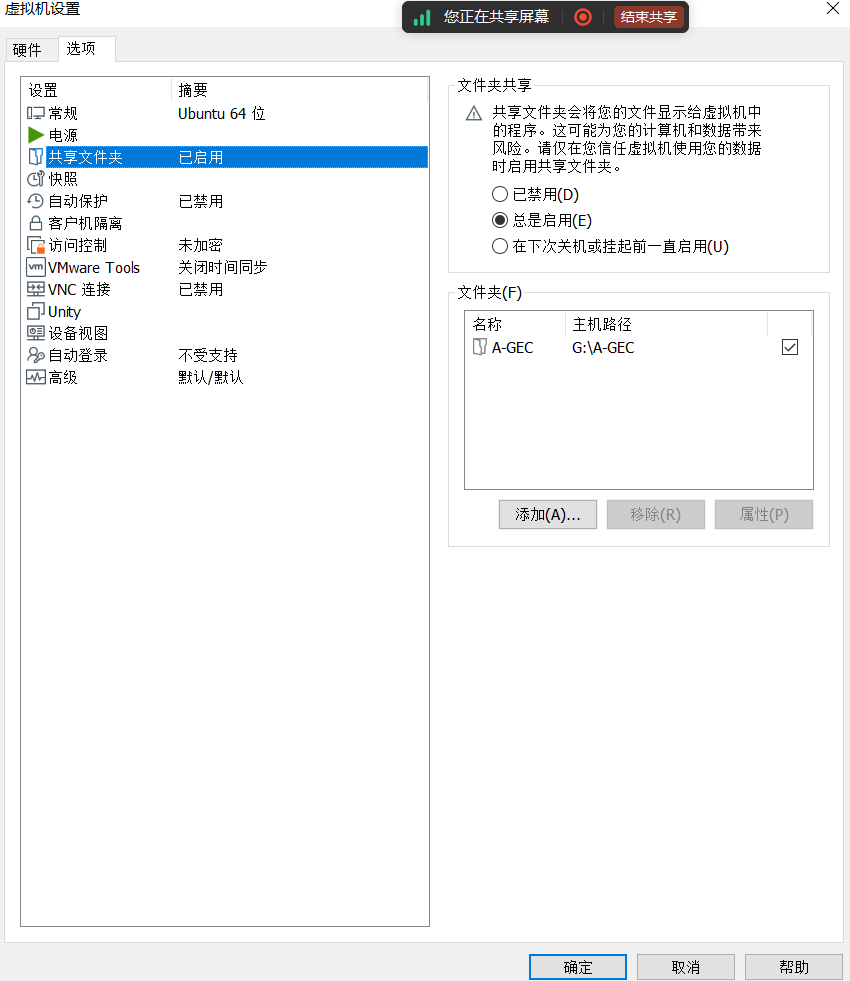 虚拟机设置
您正在共享屏幕 结束共享
硬件 选项
设置 摘要
常规 Ubuntu 64 位
电源
共享文件夹 已启用
快照
自动保护 已禁用
客户机隔离
访问控制 未加密
VMware Tools 关闭时间同步
VNC 连接 已禁用
Unity
设备视图
自动登录 不受支持
高级 默认/默认
文件夹共享
共享文件夹会将您的文件显示给虚拟机中
的程序。这可能为您的计算机和数据带来
风险。请仅在您信任虚拟机使用您的数据
时启用共享文件夹。
已禁用(D)
总是启用(E)
在下次关机或挂起前一直启用(U)
文件夹(F)
名称 主机路径
A-GEC G:\A-GEC
添加(A)... 移除(R) 属性(P)
确定 取消 帮助